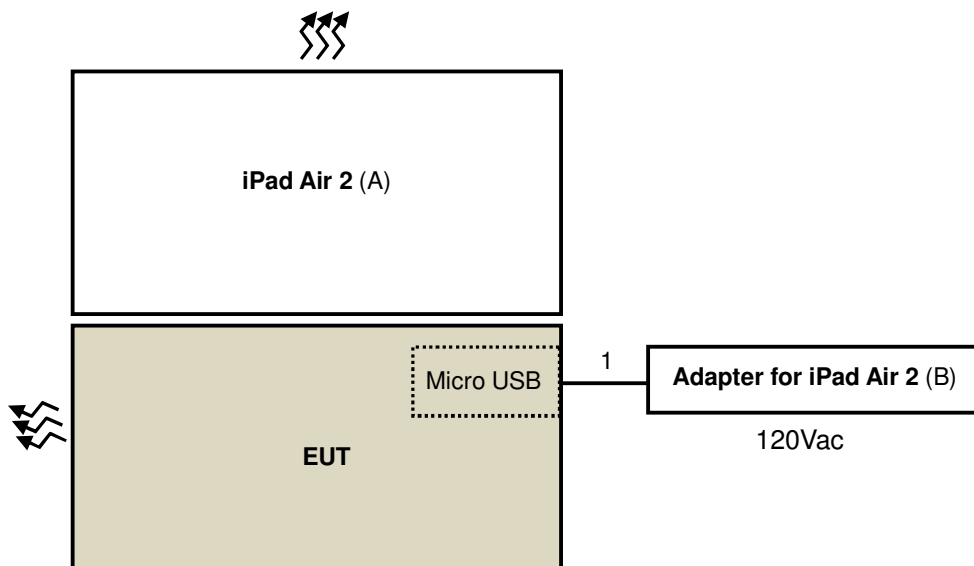 iPad Air 2 (A)
Micro USB
1
Adapter for iPad Air 2 (B)
120Vac
EUT